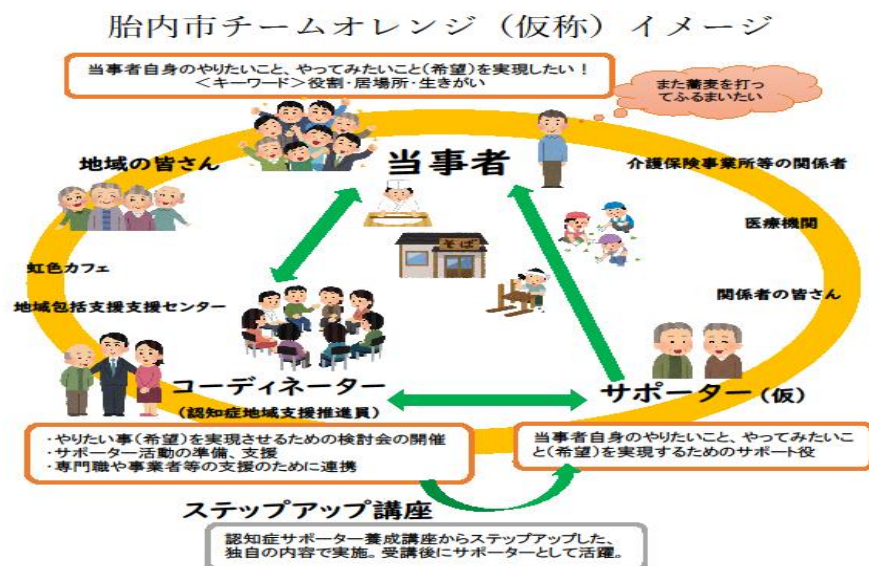 胎内市チームオレンジ（仮称）イメージ
当事者自身のやりたいこと、やってみたいこと（希望）を実現したい！
＜キーワード＞役割・居場所・生きがい
また蕎麦を打っ
てふるまいたい
地域の皆さん
当事者
介護保険事業所等の関係者
医療機関
そば
虹色カフェ
地域包括支援支援センター
関係者の皆さん
コーディネーター
（認知症地域支援推進員）
サポーター（仮）
・やりたい事（希望）を実現させるための検討会の開催
・サポーター活動の準備、支援
・専門職や事業者等の支援のために連携
当事者自身のやりたいこと、やってみたいこ
と（希望）を実現するためのサポート役
ステップアップ講座
認知症サポーター養成講座からステップアップした、
独自の内容で実施。受講後にサポーターとして活躍。